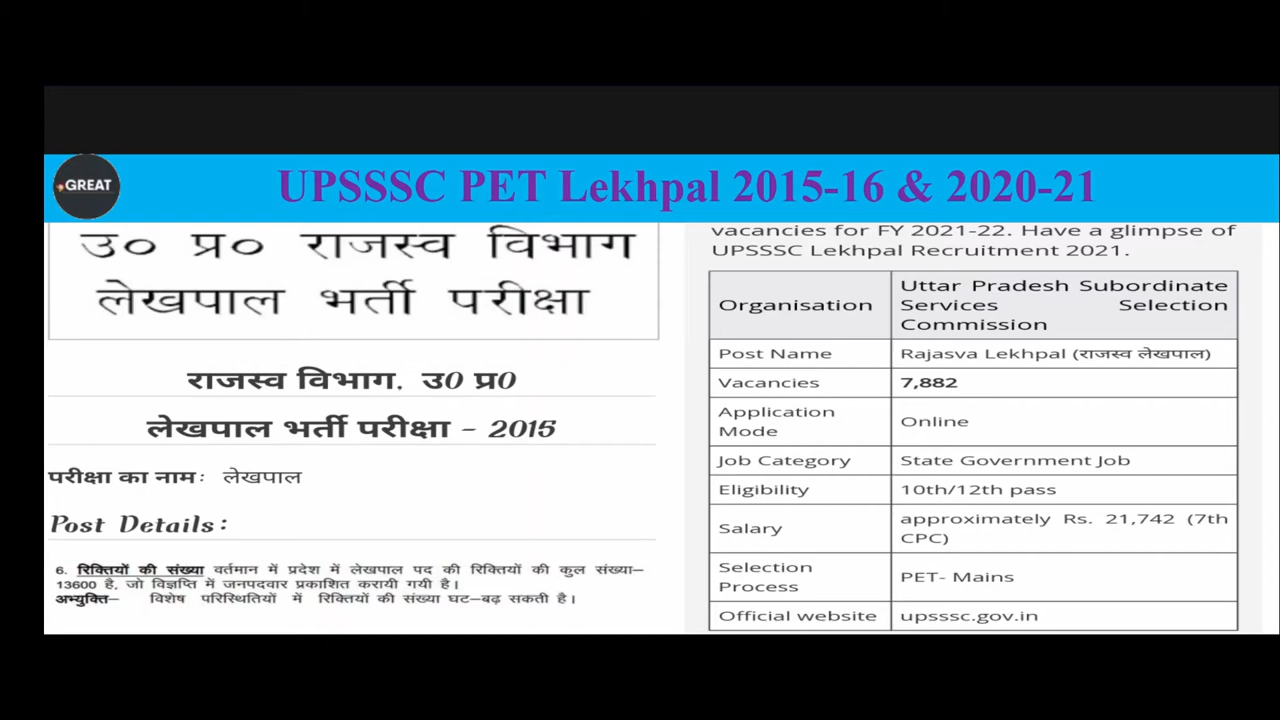 GREAT
UPSSSC PET Lekhpal 2015-16 & 2020-21
उ० प्र० राजस्व विभाग
लेखपाल भर्ती परीक्षा
राजस्व विभाग. उ0 प्र0
लेखपाल भर्ती परीक्षा - 2015
परीक्षा का नाम: लेखपाल
Post Details:
6. रिक्तियों की संख्या वर्तमान में प्रदेश में लेखपाल पद की रिक्तियों की कुल संख्या–
13600 है, जो विज्ञप्ति में जनपदवार प्रकाशित करायी गयी है।
अभ्युक्ति– विशेष परिस्थितियों में रिक्तियों की संख्या घट–बढ़ सकती है।
vacancies for FY 2021-22. Have a glimpse of
UPSSSC Lekhpal Recruitment 2021.
Organisation
Uttar Pradesh Subordinate
Services Selection
Commission
Post Name
Rajasva Lekhpal (राजस्व लेखपाल)
Vacancies
7,882
Application
Mode
Online
Job Category
State Government Job
Eligibility
10th/12th pass
Salary
approximately Rs. 21,742 (7th
CPC)
Selection
Process
PET- Mains
Official website
upsssc.gov.in